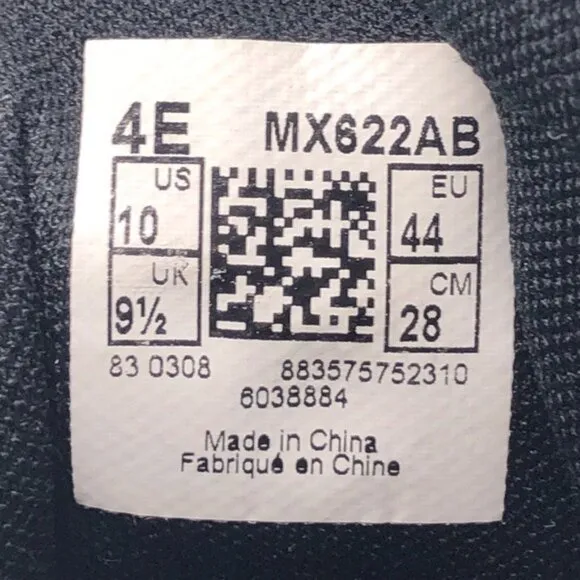 4E MX622AB
US
10
UK
9½
EU
44
CM
28
83 0308 883575752310
6038884
Made in China
Fabriqué en Chine